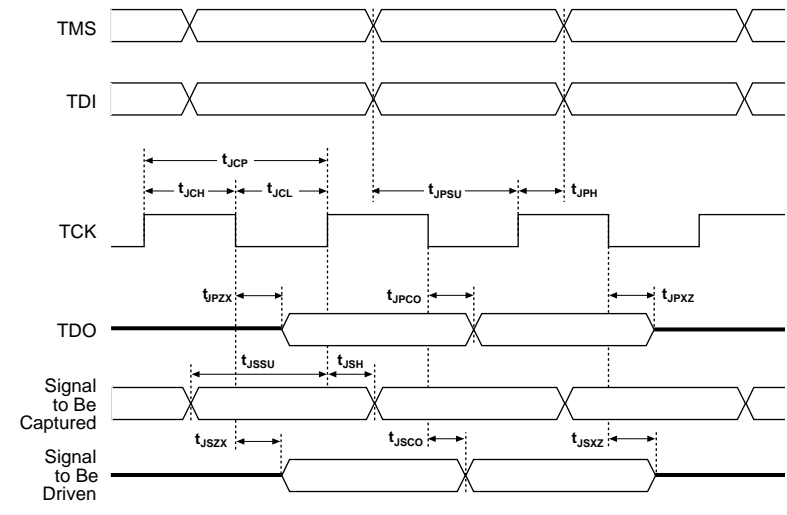 TMS
TDI
tJCP
tJCH
tJCL
tJPSU
tJPH
TCK
tJPZX
tJPCO
tJPXZ
TDO
tJSSU
tJSH
Signal
to Be
Captured
tJSZX
tJSCO
tJSXZ
Signal
to Be
Driven